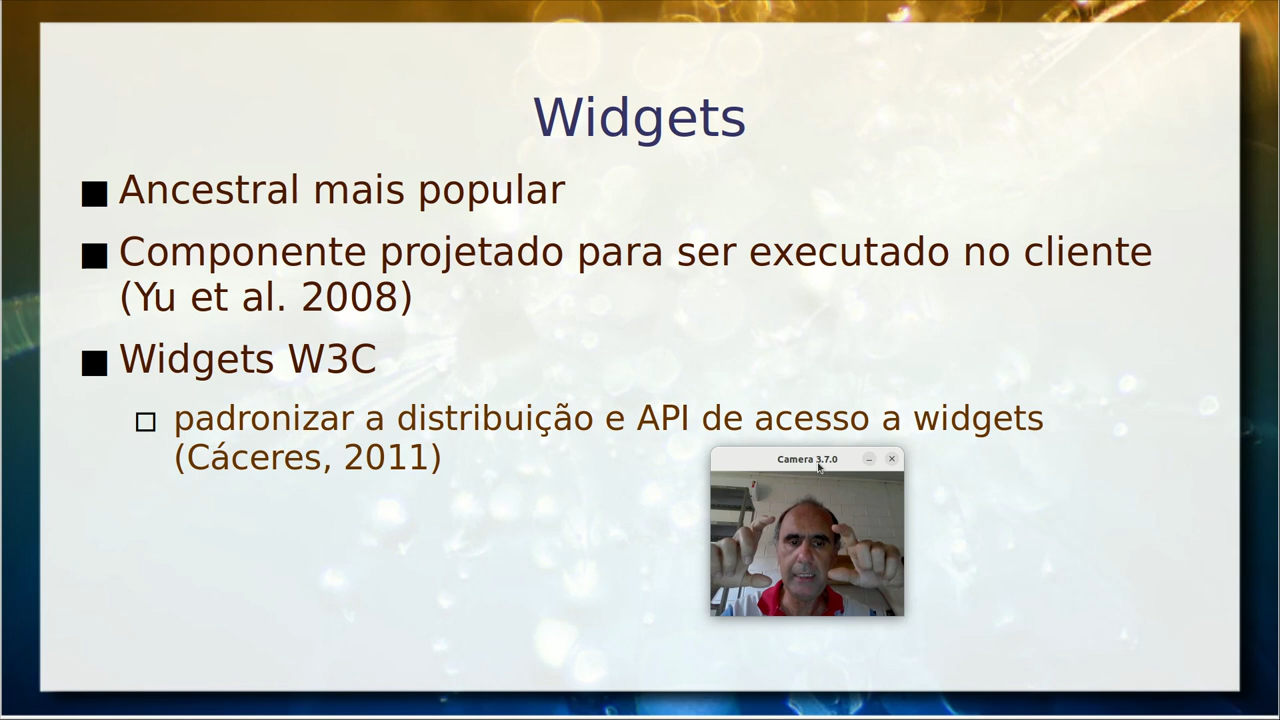 Widgets
Ancestral mais popular
Componente projetado para ser executado no cliente
(Yu et al. 2008)
Widgets W3C
padronizar a distribuição e API de acesso a widgets
(Cáceres, 2011)
Camera 3.7.0